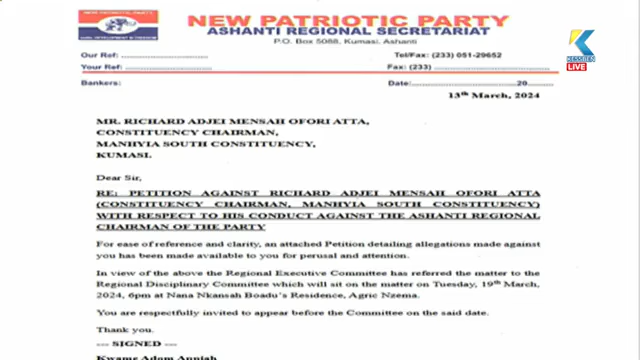 NEW PATRIOTIC PARTY
ASHANTI REGIONAL SECRETARIAT
P.O. Box 5088, Kumasi, Ashanti
Our Ref: ........................
Tel/Fax: (233) 051-29652
Your Ref: ........................
Fax: (233) ........................
Bankers:
Date:....................20..........
LIVE
13th March, 2024
MR. RICHARD ADJEI MENSAH OFORI ATTA,
CONSTITUENCY CHAIRMAN,
MANHYIA SOUTH CONSTITUENCY,
KUMASI.
Dear Sir,
RE: PETITION AGAINST RICHARD ADJEI MENSAH OFORI ATTA
(CONSTITUENCY CHAIRMAN, MANHYIA SOUTH CONSTITUENCY)
WITH RESPECT TO HIS CONDUCT AGAINST THE ASHANTI REGIONAL
CHAIRMAN OF THE PARTY
For ease of reference and clarity, an attached Petition detailing allegations made against
you has been made available to you for perusal and attention.
In view of the above the Regional Executive Committee has referred the matter to the
Regional Disciplinary Committee which will sit on the matter on Tuesday, 19th March,
2024, 6pm at Nana Nkansah Boadu's Residence, Agric Nzema.
You are respectfully invited to appear before the Committee on the said date.
Thank you.
--- SIGNED ---
Kwame Adom Appiah